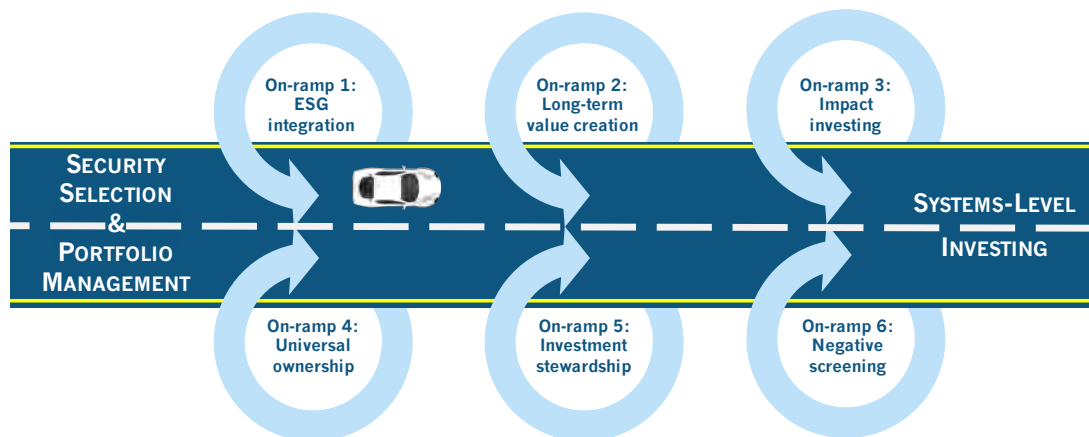 On-ramp 1:
ESG
integration
On-ramp 2:
Long-term
value creation
On-ramp 3:
Impact
investing
SECURITY
SELECTION
&
PORTFOLIO
MANAGEMENT
SYSTEMS-LEVEL
INVESTING
On-ramp 4:
Universal
ownership
On-ramp 5:
Investment
stewardship
On-ramp 6:
Negative
screening